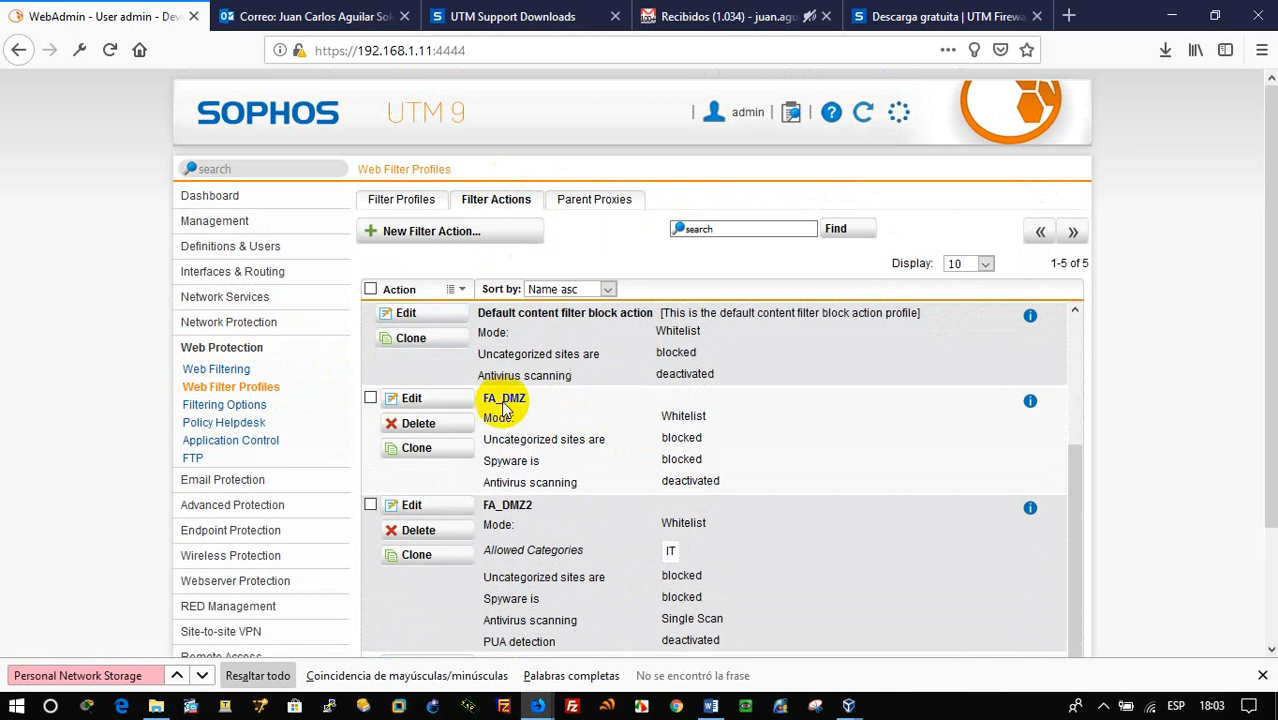 WebAdmin - User admin - Dev
Correo: Juan Carlos Aguilar Sol
UTM Support Downloads
Recibidos (1.034) - juan.agu
Descarga gratuita | UTM Firewa
https://192.168.1.11:4444
SOPHOS UTM 9
admin
search
Web Filter Profiles
Dashboard
Management
Definitions & Users
Interfaces & Routing
Network Services
Network Protection
Web Protection
Web Filtering
Web Filter Profiles
Filtering Options
Policy Helpdesk
Application Control
FTP
Email Protection
Advanced Protection
Endpoint Protection
Wireless Protection
Webserver Protection
RED Management
Site-to-site VPN
Remote Access
Filter Profiles Filter Actions Parent Proxies
New Filter Action...
search Find
Display: 10 1-5 of 5
Action Sort by: Name asc
Edit Default content filter block action [This is the default content filter block action profile]
Clone Mode: Whitelist
Uncategorized sites are blocked
Antivirus scanning deactivated
Edit FA_DMZ
Delete Mode: Whitelist
Clone Uncategorized sites are blocked
Spyware is blocked
Antivirus scanning deactivated
Edit FA_DMZ2
Delete Mode: Whitelist
Clone Allowed Categories IT
Uncategorized sites are blocked
Spyware is blocked
Antivirus scanning Single Scan
PUA detection deactivated
Personal Network Storage Resaltar todo Coincidencia de mayúsculas/minúsculas Palabras completas No se encontró la frase
ESP 18:03